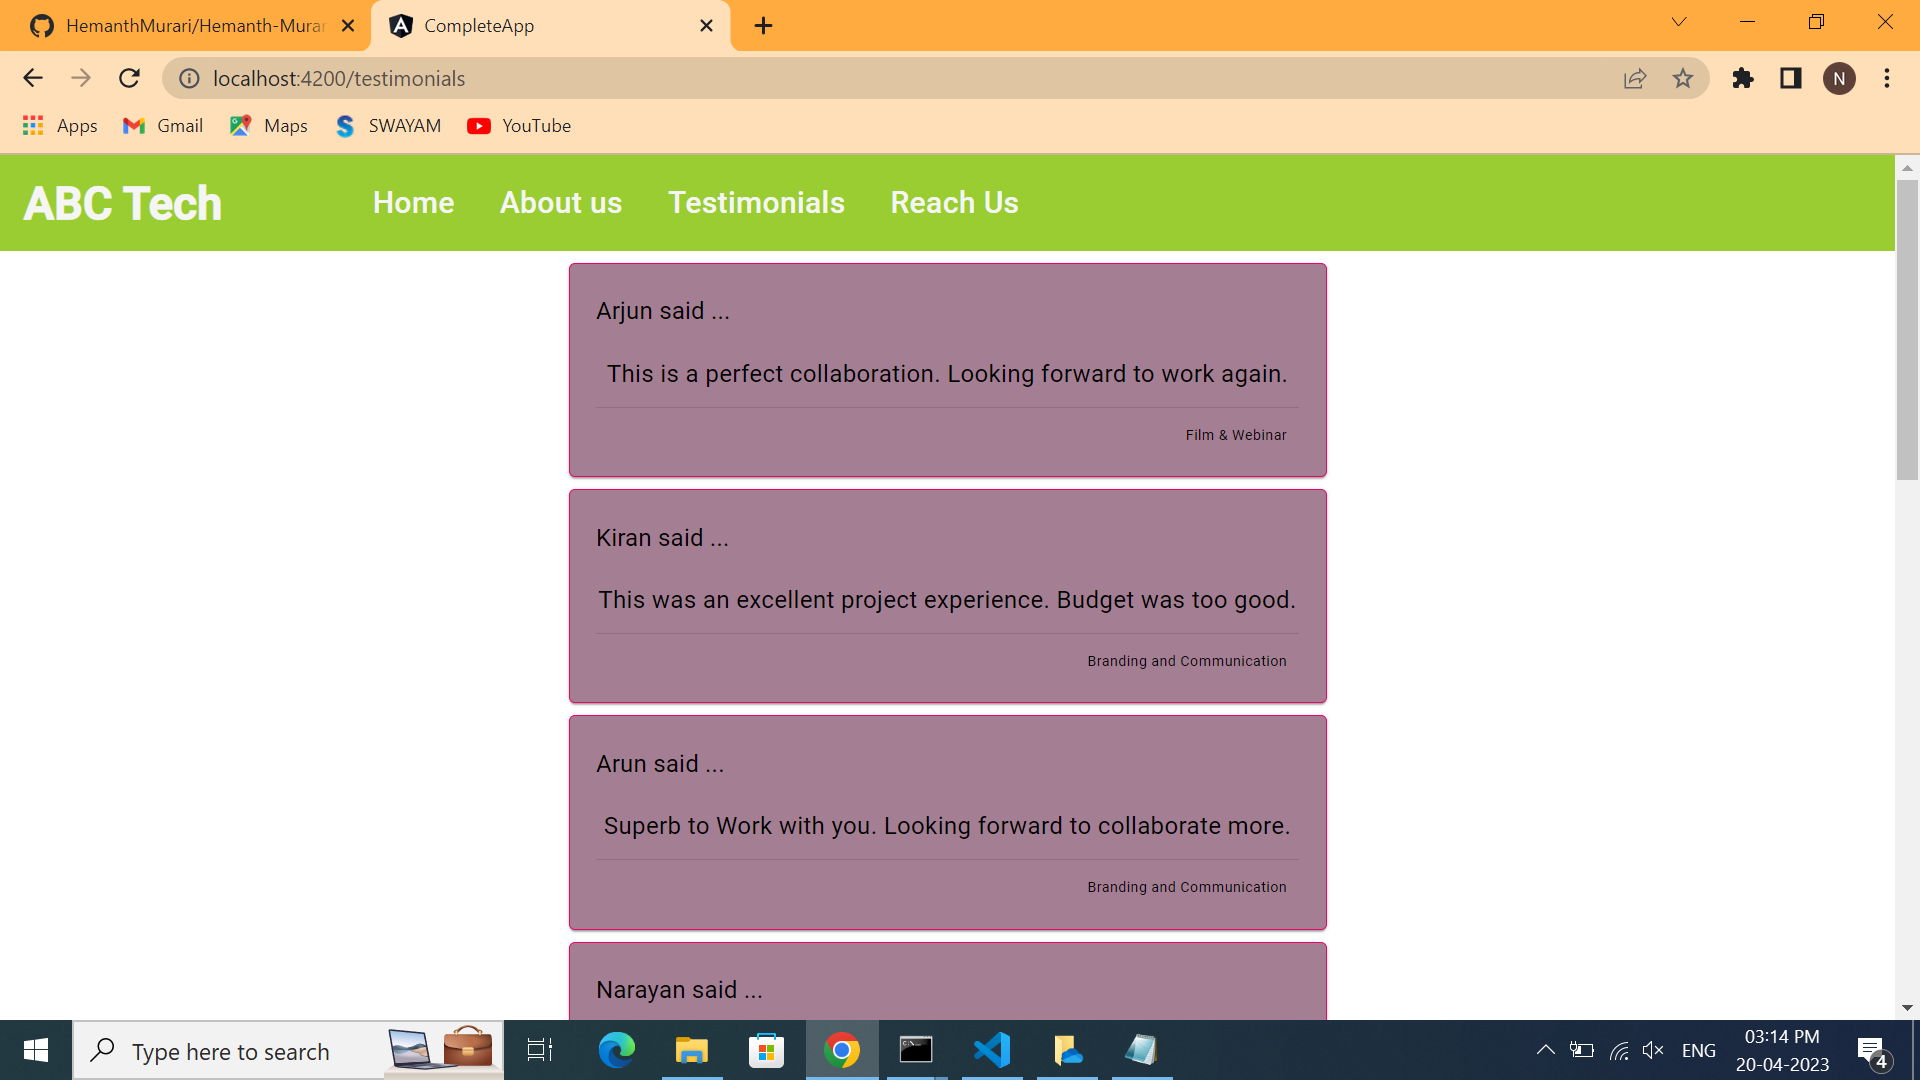 HemanthMurari/Hemanth-Murar
CompleteApp
localhost:4200/testimonials
N
Apps
Gmail
Maps
SWAYAM
YouTube
ABC Tech
Home
About us
Testimonials
Reach Us
Arjun said ...
This is a perfect collaboration. Looking forward to work again.
Film & Webinar
Kiran said ...
This was an excellent project experience. Budget was too good.
Branding and Communication
Arun said ...
Superb to Work with you. Looking forward to collaborate more.
Branding and Communication
Narayan said ...
Type here to search
ENG
03:14 PM
20-04-2023
4